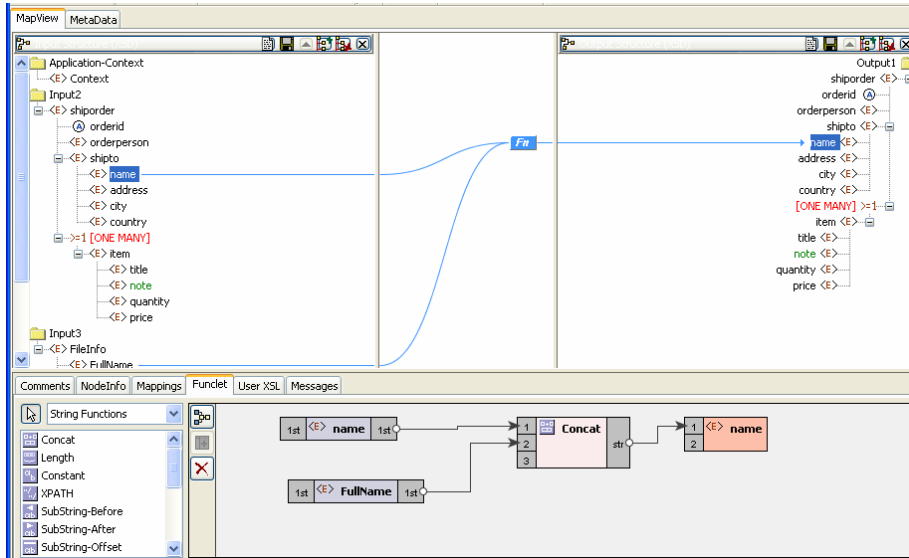 MapView MetaData
Application-Context
<E> Context
Input2
<E> shiporder
A orderid
<E> orderperson
<E> shipto
<E> name
<E> address
<E> city
<E> country
>=1 [ONE MANY]
<E> item
<E> title
<E> note
<E> quantity
<E> price
Input3
<E> FileInfo
<E> FullName
Fn
Output1
shiporder <E>
orderid A
orderperson <E>
shipto <E>
name <E>
address <E>
city <E>
country <E>
[ONE MANY] >=1
item <E>
title <E>
note <E>
quantity <E>
price <E>
Comments NodeInfo Mappings Funclet User XSL Messages
String Functions
Concat
Length
Constant
XPATH
SubString-Before
SubString-After
SubString-Offset
1st <E> name 1st
1st <E> FullName 1st
1 Concat
2 str
3
1 <E> name
2